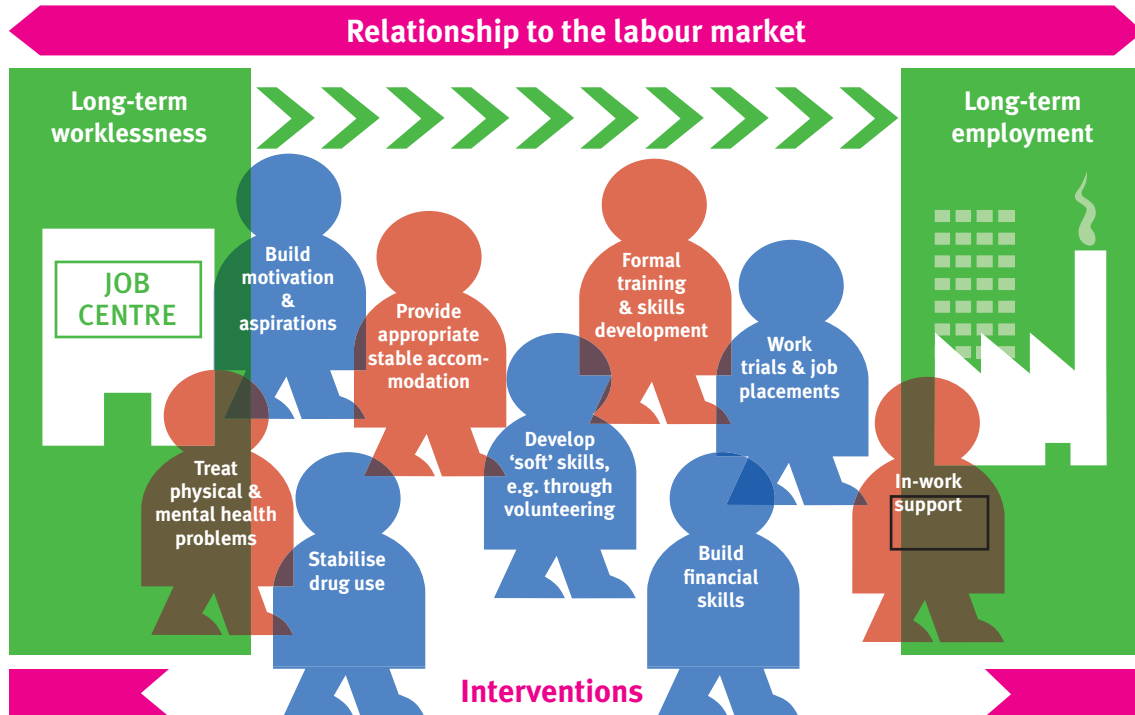 Relationship to the labour market
Long-term
worklessness
Long-term
employment
JOB
CENTRE
Build
motivation
&
aspirations
Provide
appropriate
stable accom-
modation
Formal
training
& skills
development
Work
trials & job
placements
Treat
physical &
mental health
problems
Stabilise
drug use
Develop
‘soft’ skills,
e.g. through
volunteering
Build
financial
skills
In-work
support
Interventions